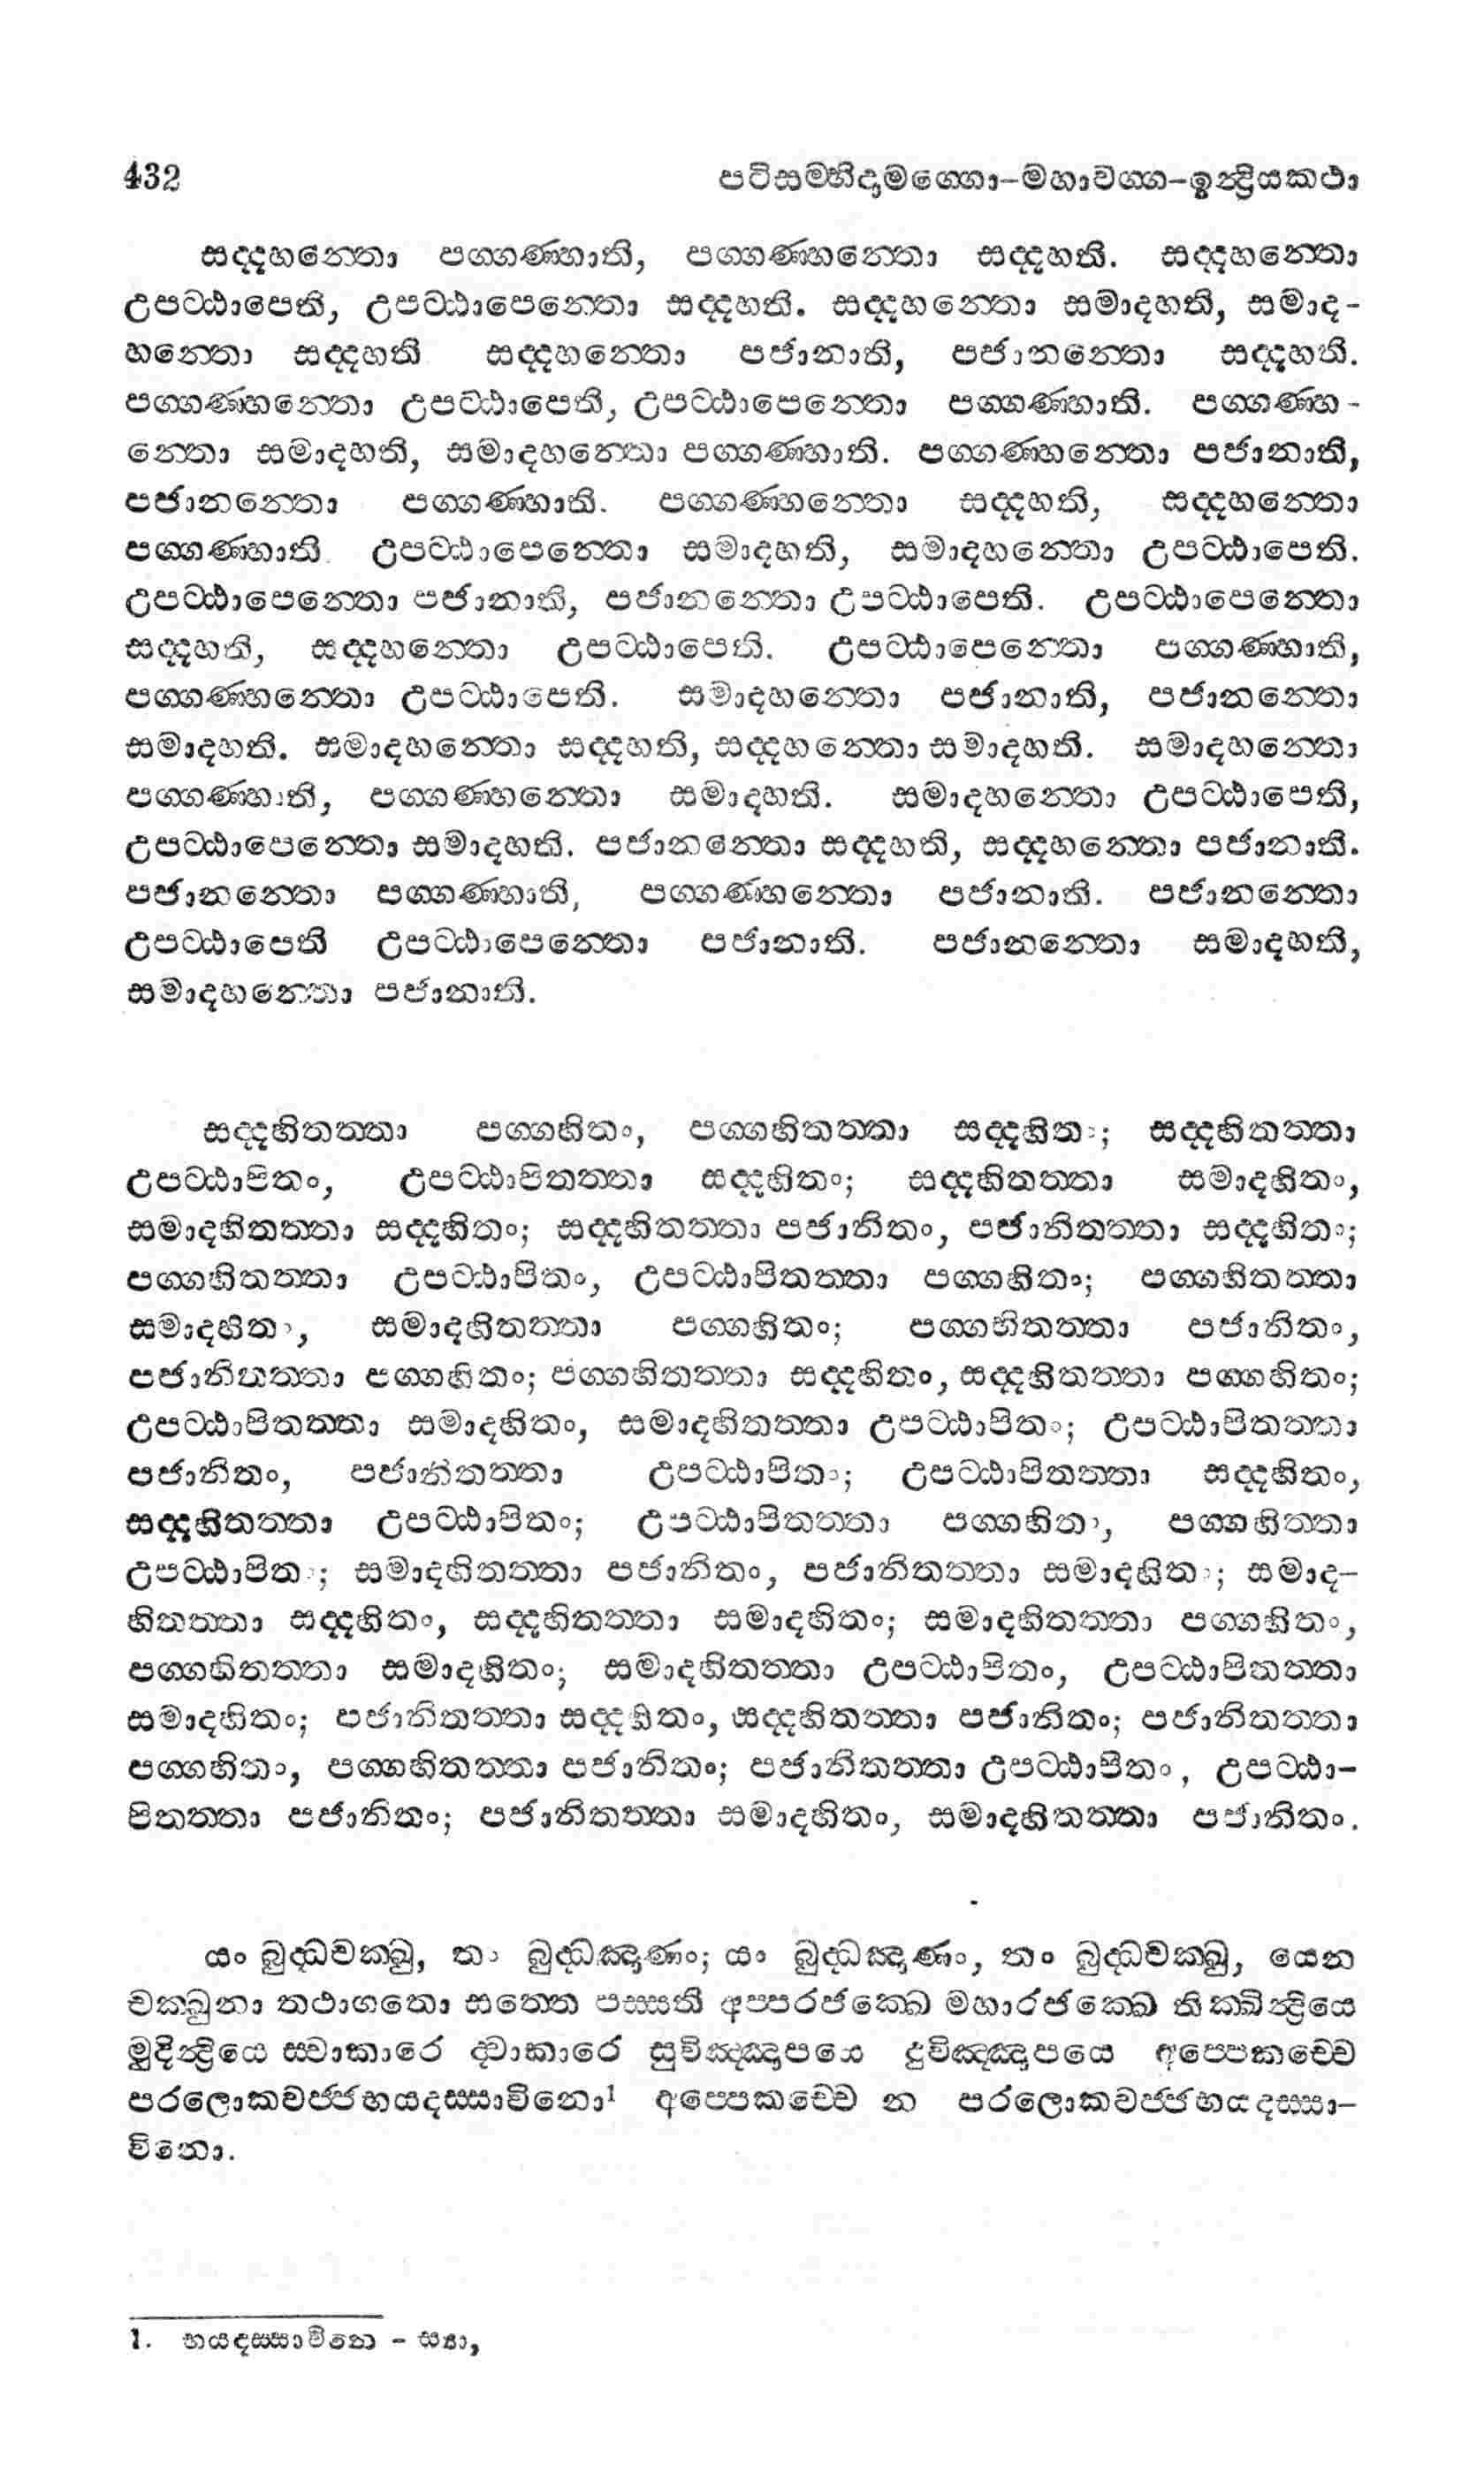 432 පටිසම්භිදාමග්ගො-මහාවග්ග-ඉන්ද්‍රියකථා
සද්දහන්තො පග්ගණ්හාති, පග්ගණ්හන්තො සද්දහති. සද්දහන්තො
උපට්ඨාපෙති, උපට්ඨාපෙන්තො සද්දහති. සද්දහන්තො සමාදහති, සමාද-
හන්තො සද්දහති සද්දහන්තො පජානාති, පජානන්තො සද්දහති.
පග්ගණ්හන්තො උපට්ඨාපෙති, උපට්ඨාපෙන්තො පග්ගණ්හාති. පග්ගණ්හ-
න්තො සමාදහති, සමාදහන්තො පග්ගණ්හාති. පග්ගණ්හන්තො පජානාති,
පජානන්තො පග්ගණ්හාති. පග්ගණ්හන්තො සද්දහති, සද්දහන්තො
පග්ගණ්හාති. උපට්ඨාපෙන්තො සමාදහති, සමාදහන්තො උපට්ඨාපෙති.
උපට්ඨාපෙන්තො පජානාති, පජානන්තො උපට්ඨාපෙති. උපට්ඨාපෙන්තො
සද්දහති, සද්දහන්තො උපට්ඨාපෙති. උපට්ඨාපෙන්තො පග්ගණ්හාති,
පග්ගණ්හන්තො උපට්ඨාපෙති. සමාදහන්තො පජානාති, පජානන්තො
සමාදහති. සමාදහන්තො සද්දහති, සද්දහන්තො සමාදහති. සමාදහන්තො
පග්ගණ්හාති, පග්ගණ්හන්තො සමාදහති. සමාදහන්තො උපට්ඨාපෙති,
උපට්ඨාපෙන්තො සමාදහති. පජානන්තො සද්දහති, සද්දහන්තො පජානාති.
පජානන්තො පග්ගණ්හාති, පග්ගණ්හන්තො පජානාති. පජානන්තො
උපට්ඨාපෙති උපට්ඨාපෙන්තො පජානාති. පජානන්තො සමාදහති,
සමාදහන්තො පජානාති.
සද්දහිතත්තා පග්ගහිතං, පග්ගහිතත්තා සද්දහිතං; සද්දහිතත්තා
උපට්ඨාපිතං, උපට්ඨාපිතත්තා සද්දහිතං; සද්දහිතත්තා සමාදහිතං,
සමාදහිතත්තා සද්දහිතං; සද්දහිතත්තා පජානිතං, පජානිතත්තා සද්දහිතං;
පග්ගහිතත්තා උපට්ඨාපිතං, උපට්ඨාපිතත්තා පග්ගහිතං; පග්ගහිතත්තා
සමාදහිතං, සමාදහිතත්තා පග්ගහිතං; පග්ගහිතත්තා පජානිතං,
පජානිතත්තා පග්ගහිතං; පග්ගහිතත්තා සද්දහිතං, සද්දහිතත්තා පග්ගහිතං;
උපට්ඨාපිතත්තා සමාදහිතං, සමාදහිතත්තා උපට්ඨාපිතං; උපට්ඨාපිතත්තා
පජානිතං, පජානිතත්තා උපට්ඨාපිතං; උපට්ඨාපිතත්තා සද්දහිතං,
සද්දහිතත්තා උපට්ඨාපිතං; උපට්ඨාපිතත්තා පග්ගහිතං, පග්ගහිත්තා
උපට්ඨාපිතං; සමාදහිතත්තා පජානිතං, පජානිතත්තා සමාදහිතං; සමාද-
හිතත්තා සද්දහිතං, සද්දහිතත්තා සමාදහිතං; සමාදහිතත්තා පග්ගහිතං,
පග්ගහිතත්තා සමාදහිතං; සමාදහිතත්තා උපට්ඨාපිතං, උපට්ඨාපිතත්තා
සමාදහිතං; පජානිතත්තා සද්දහිතං, සද්දහිතත්තා පජානිතං; පජානිතත්තා
පග්ගහිතං, පග්ගහිතත්තා පජානිතං; පජානිතත්තා උපට්ඨාපිතං, උපට්ඨා-
පිතත්තා පජානිතං; පජානිතත්තා සමාදහිතං, සමාදහිතත්තා පජානිතං.
යං බුද්ධචක්ඛු, තං බුද්ධඤාණං; යං බුද්ධඤාණං, තං බුද්ධචක්ඛු, යෙන
චක්ඛුනා තථාගතො සත්තෙ පස්සති අප්පරජක්ඛෙ මහාරජක්ඛෙ තික්ඛින්ද්‍රියෙ
මුදින්ද්‍රියෙ ස්වාකාරෙ ද්වාකාරෙ සුවිඤ්ඤාපයෙ දුවිඤ්ඤාපයෙ අප්පෙකච්චෙ
පරලොකවජ්ජභයදස්සාවිනො¹ අප්පෙකච්චෙ න පරලොකවජ්ජභයදස්සා-
විනො.
1. භයදස්සාවිනෙ - ස්‍යා,